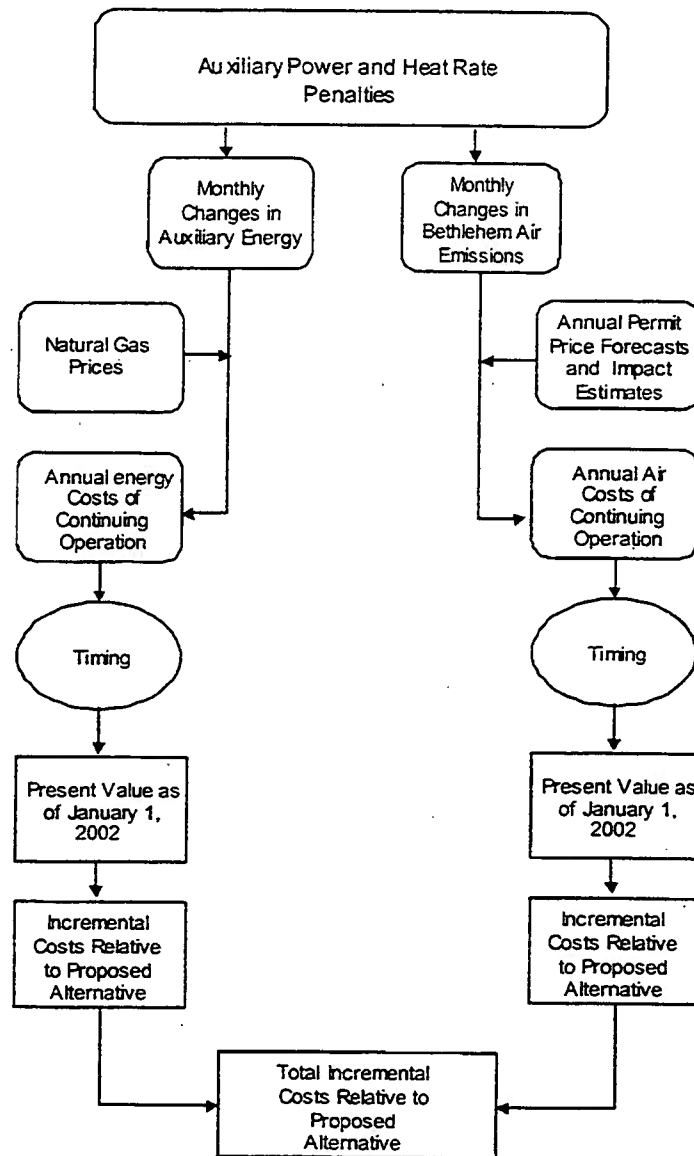 Auxiliary Power and Heat Rate
Penalties
Monthly
Changes in
Auxiliary Energy
Monthly
Changes in
Bethlehem Air
Emissions
Natural Gas
Prices
Annual Permit
Price Forecasts
and Impact
Estimates
Annual energy
Costs of
Continuing
Operation
Annual Air
Costs of
Continuing
Operation
Timing
Timing
Present Value as
of January 1,
2002
Present Value as
of January 1,
2002
Incremental
Costs Relative
to Proposed
Alternative
Incremental
Costs Relative
to Proposed
Alternative
Total Incremental
Costs Relative to
Proposed
Alternative